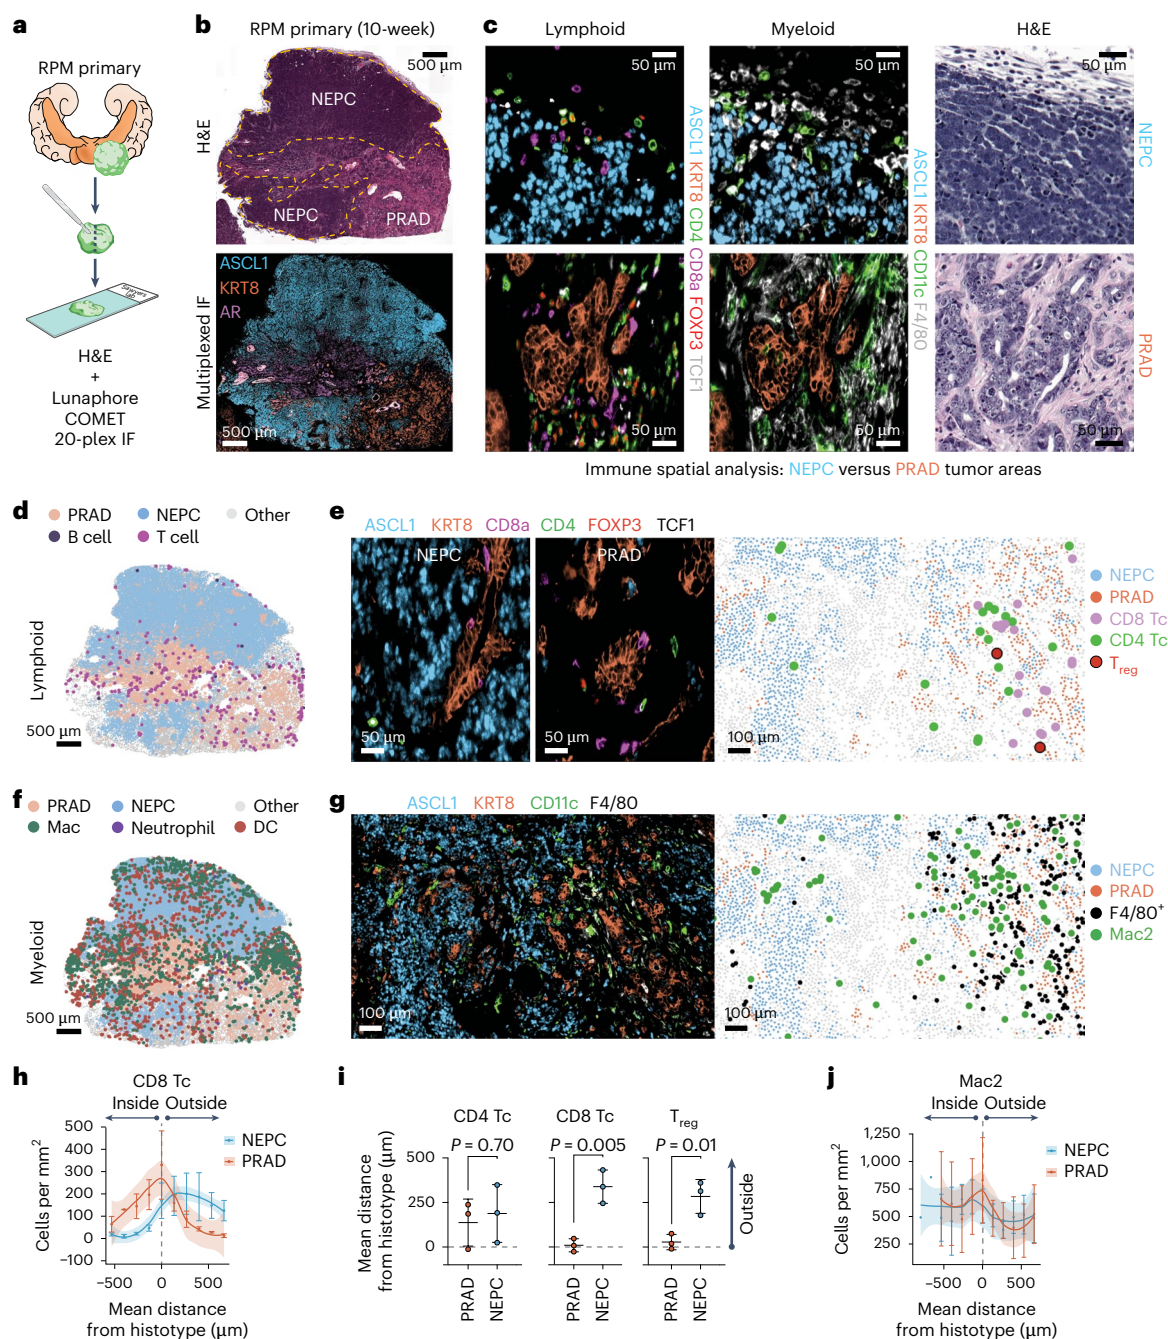 a
RPM primary
H&E
+
Lunaphore
COMET
20-plex IF
b
RPM primary (10-week)
500 μm
H&E
NEPC
NEPC
PRAD
Multiplexed IF
ASCL1
KRT8
AR
500 μm
c
Lymphoid
Myeloid
H&E
50 μm
50 μm
50 μm
ASCL1 KRT8 CD4 CD8a FOXP3 TCF1
ASCL1 KRT8 CD11c F4/80
NEPC
PRAD
50 μm
50 μm
50 μm
Immune spatial analysis: NEPC versus PRAD tumor areas
d
PRAD
NEPC
Other
B cell
T cell
Lymphoid
500 μm
e
ASCL1 KRT8 CD8a CD4 FOXP3 TCF1
NEPC
PRAD
50 μm
50 μm
100 μm
NEPC
PRAD
CD8 Tc
CD4 Tc
Treg
f
PRAD
NEPC
Other
Mac
Neutrophil
DC
Myeloid
500 μm
g
ASCL1 KRT8 CD11c F4/80
100 μm
100 μm
NEPC
PRAD
F4/80+
Mac2
h
CD8 Tc
Inside Outside
500
400
300
200
100
0
−100
Cells per mm2
NEPC
PRAD
−500 0 500
Mean distance
from histotype (μm)
i
CD4 Tc
CD8 Tc
Treg
P = 0.70
P = 0.005
P = 0.01
500
250
0
Mean distance
from histotype (μm)
Outside
PRAD
NEPC
PRAD
NEPC
PRAD
NEPC
j
Mac2
Inside Outside
1,250
1,000
750
500
250
Cells per mm2
NEPC
PRAD
−500 0 500
Mean distance
from histotype (μm)